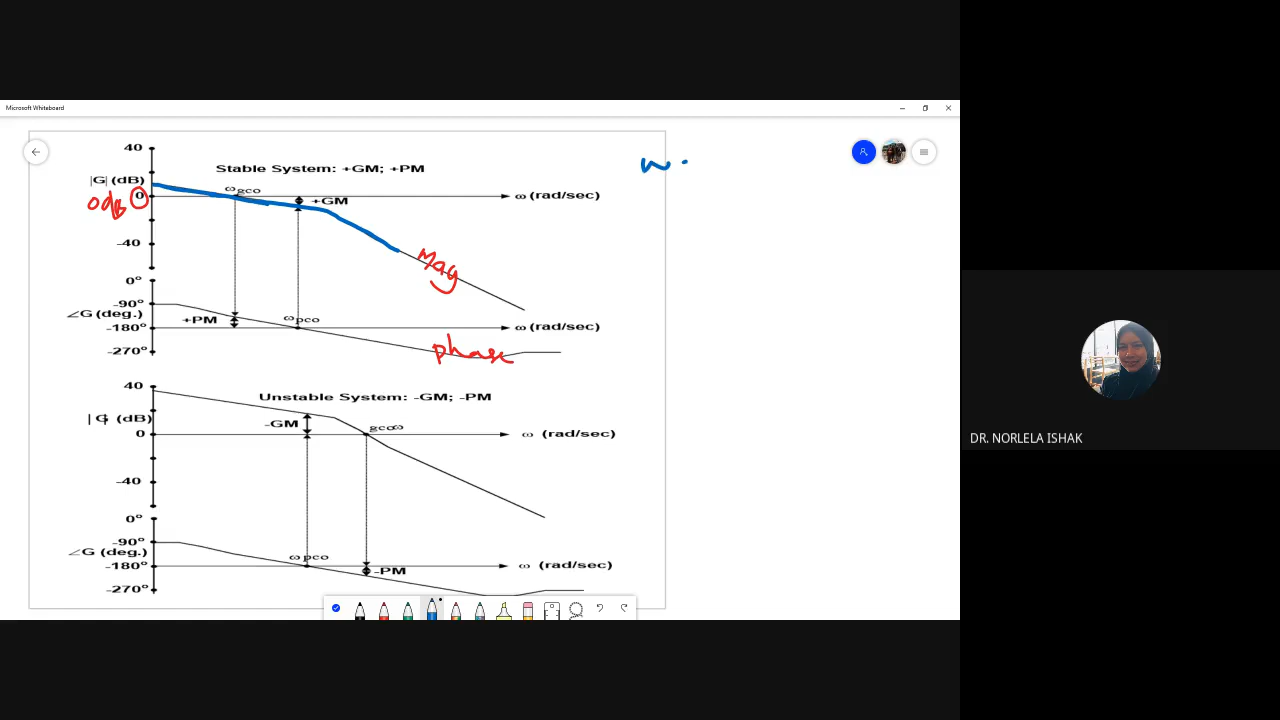 Microsoft Whiteboard
40
Stable System: +GM; +PM
|G| (dB)
ωgco
0dB 0
ω (rad/sec)
+GM
-40
Mag
0°
-90°
∠G (deg.)
+PM
ωpco
-180°
ω (rad/sec)
-270°
phase
40
Unstable System: -GM; -PM
|G| (dB)
-GM
gcoω
0
ω (rad/sec)
-40
0°
-90°
∠G (deg.)
ωpco
-180°
ω (rad/sec)
-PM
-270°
DR. NORLELA ISHAK